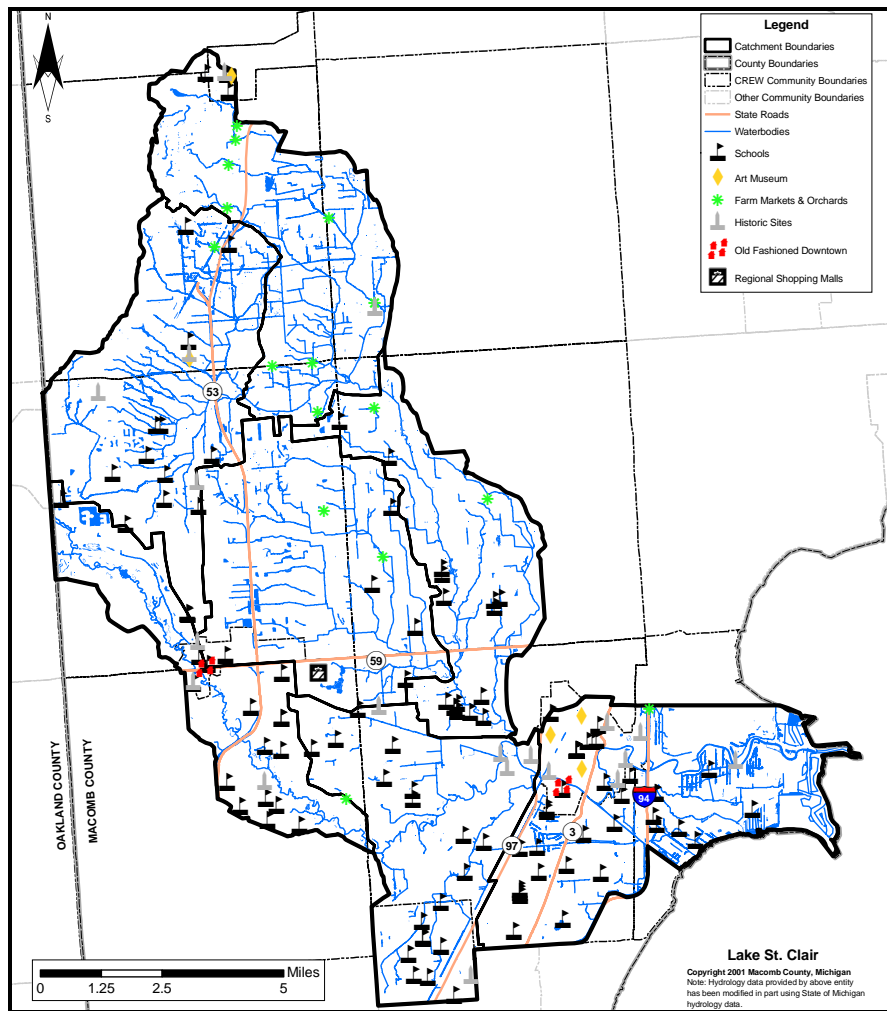 N
S
Legend
Catchment Boundaries
County Boundaries
CREW Community Boundaries
Other Community Boundaries
State Roads
Waterbodies
Schools
Art Museum
Farm Markets & Orchards
Historic Sites
Old Fashioned Downtown
Regional Shopping Malls
53
59
94
3
97
OAKLAND COUNTY
MACOMB COUNTY
Miles
0 1.25 2.5 5
Lake St. Clair
Copyright 2001 Macomb County, Michigan
Note: Hydrology data provided by above entity
has been modified in part using State of Michigan
hydrology data.